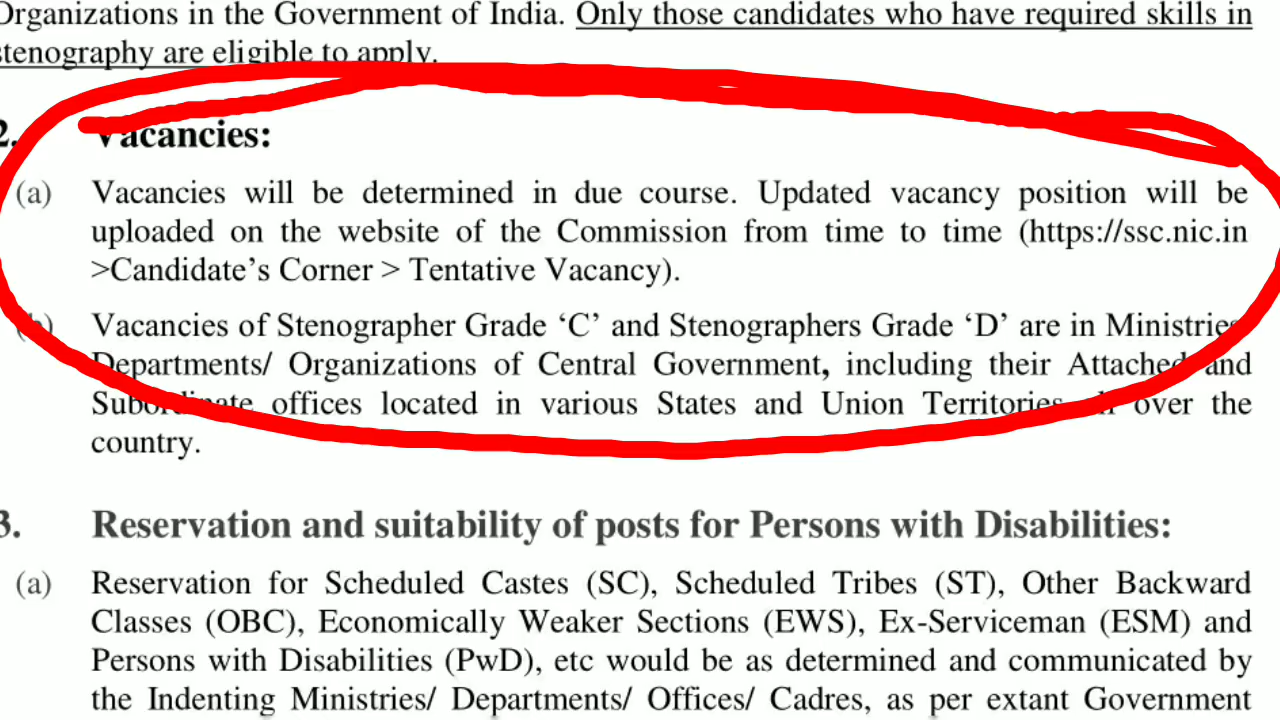 Organizations in the Government of India. Only those candidates who have required skills in
stenography are eligible to apply.
2. Vacancies:
(a) Vacancies will be determined in due course. Updated vacancy position will be
uploaded on the website of the Commission from time to time (https://ssc.nic.in
>Candidate’s Corner > Tentative Vacancy).
(b) Vacancies of Stenographer Grade ‘C’ and Stenographers Grade ‘D’ are in Ministries
Departments/ Organizations of Central Government, including their Attached and
Subordinate offices located in various States and Union Territories all over the
country.
3. Reservation and suitability of posts for Persons with Disabilities:
(a) Reservation for Scheduled Castes (SC), Scheduled Tribes (ST), Other Backward
Classes (OBC), Economically Weaker Sections (EWS), Ex-Serviceman (ESM) and
Persons with Disabilities (PwD), etc would be as determined and communicated by
the Indenting Ministries/ Departments/ Offices/ Cadres, as per extant Government